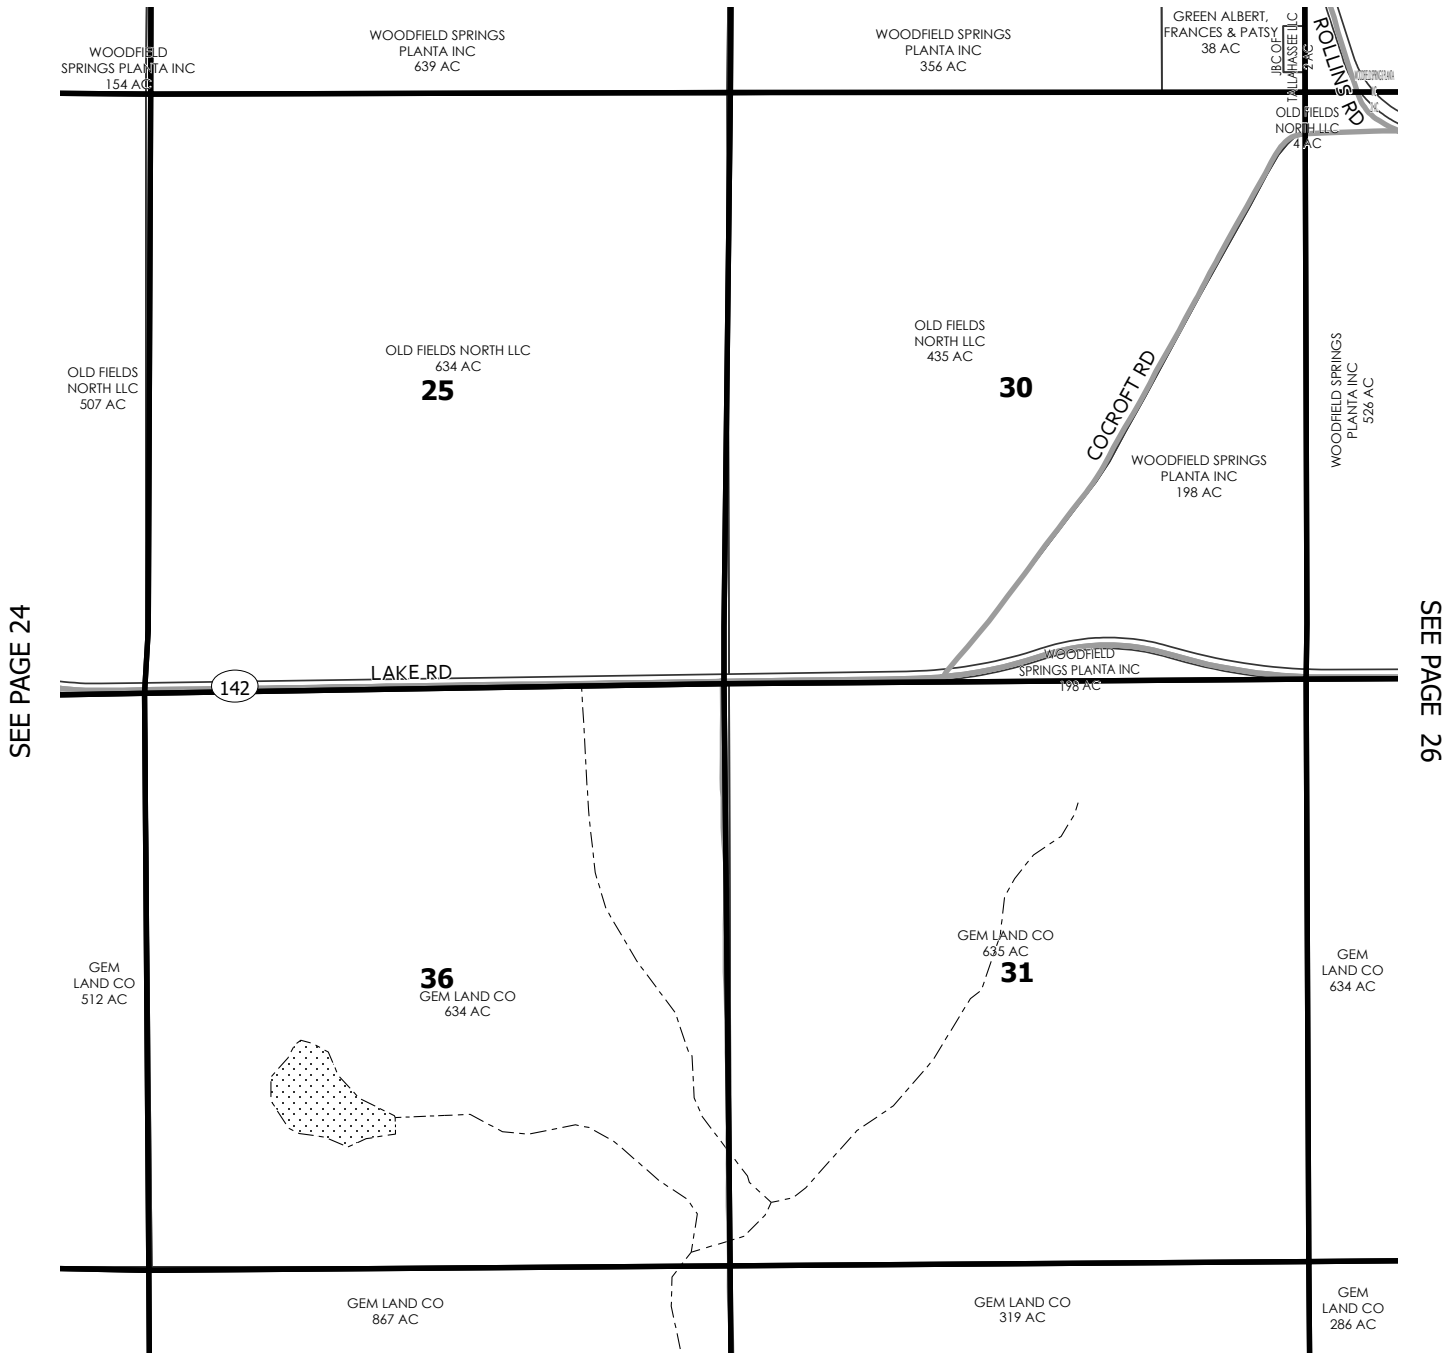 WOODFIELD
SPRINGS PLANTA INC
154 AC
WOODFIELD SPRINGS
PLANTA INC
639 AC
WOODFIELD SPRINGS
PLANTA INC
356 AC
GREEN ALBERT,
FRANCES & PATSY
38 AC
JBC OF
TALLAHASSEE LLC
2 AC
ROLLINS RD
WOODFIELD SPRINGS PLANTA
OLD FIELDS
NORTH LLC
4 AC
OLD FIELDS
NORTH LLC
507 AC
OLD FIELDS NORTH LLC
634 AC
25
OLD FIELDS
NORTH LLC
435 AC
30
COCROFT RD
WOODFIELD SPRINGS
PLANTA INC
198 AC
WOODFIELD SPRINGS
PLANTA INC
526 AC
SEE PAGE 24
SEE PAGE 26
142
LAKE RD
WOODFIELD
SPRINGS PLANTA INC
198 AC
GEM
LAND CO
512 AC
36
GEM LAND CO
634 AC
GEM LAND CO
635 AC
31
GEM
LAND CO
634 AC
GEM LAND CO
867 AC
GEM LAND CO
319 AC
GEM
LAND CO
286 AC